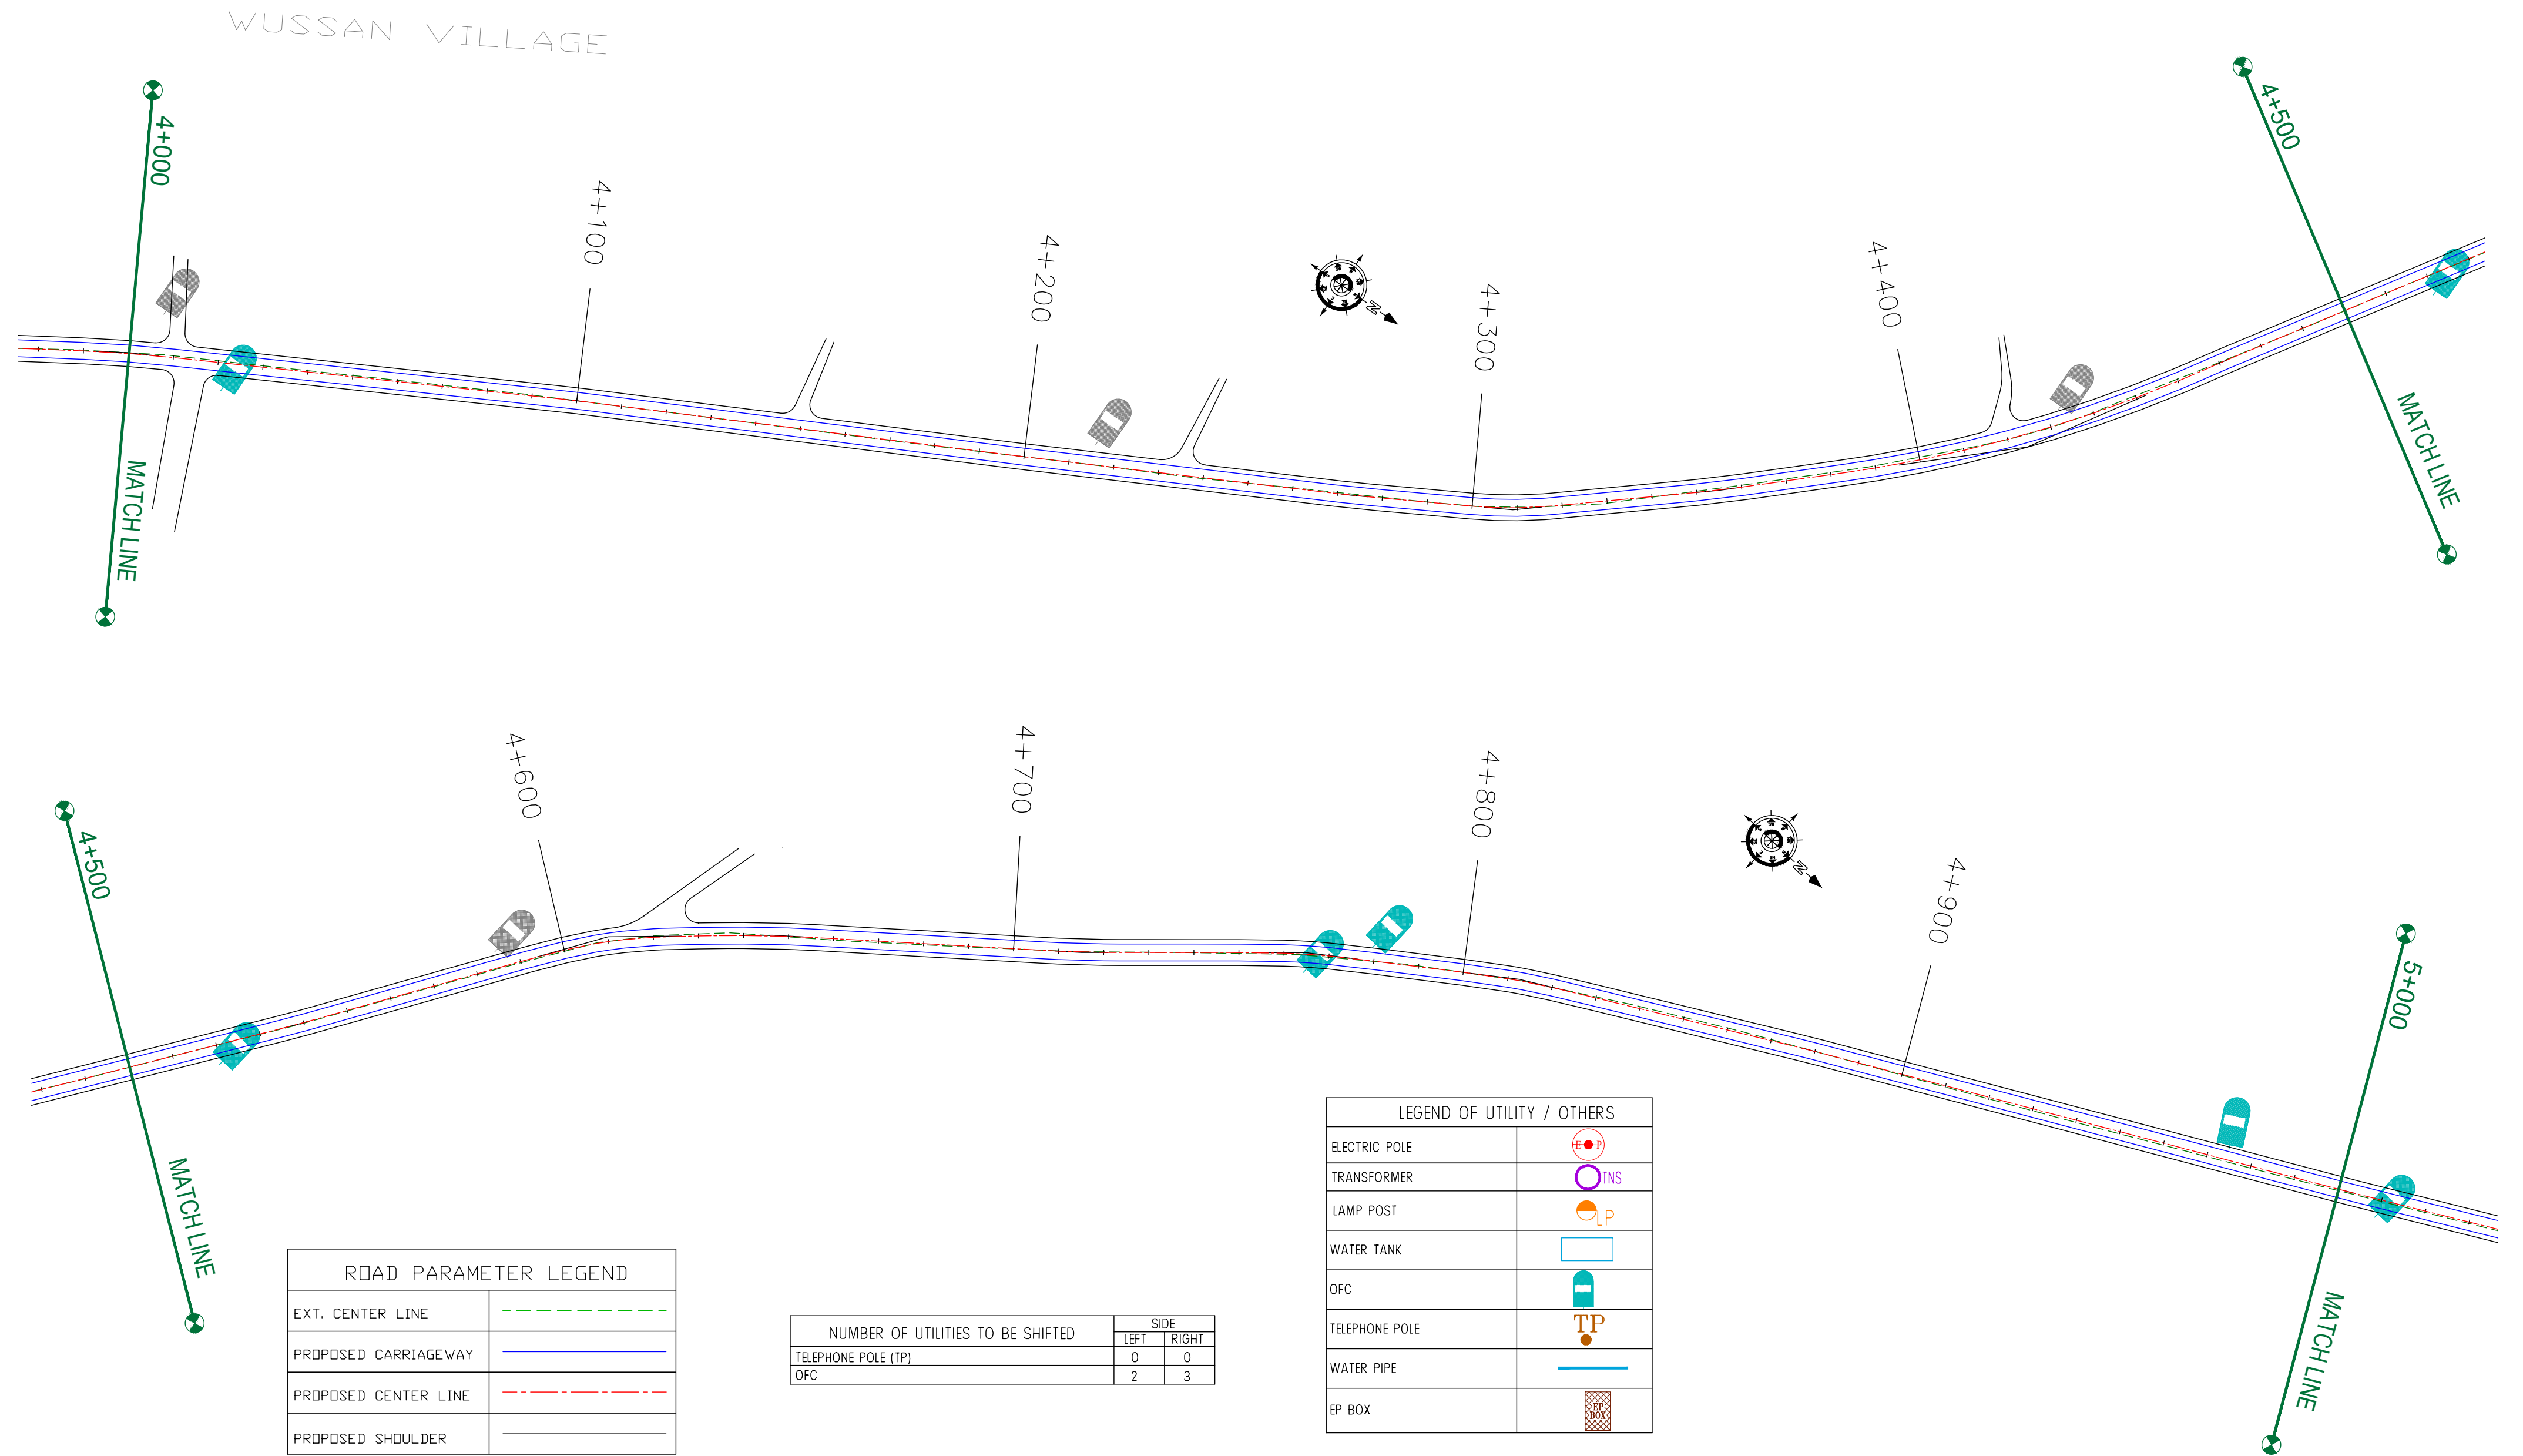 WUSSAN VILLAGE
4+000
4+100
4+200
4+300
4+400
4+500
N
MATCH LINE
MATCH LINE
4+500
4+600
4+700
4+800
4+900
5+000
N
MATCH LINE
MATCH LINE
ROAD PARAMETER LEGEND
EXT. CENTER LINE
PROPOSED CARRIAGEWAY
PROPOSED CENTER LINE
PROPOSED SHOULDER
NUMBER OF UTILITIES TO BE SHIFTED SIDE
LEFT RIGHT
TELEPHONE POLE (TP) 0 0
OFC 2 3
LEGEND OF UTILITY / OTHERS
ELECTRIC POLE E P
TRANSFORMER TNS
LAMP POST LP
WATER TANK
OFC
TELEPHONE POLE TP
WATER PIPE
EP BOX EP BOX